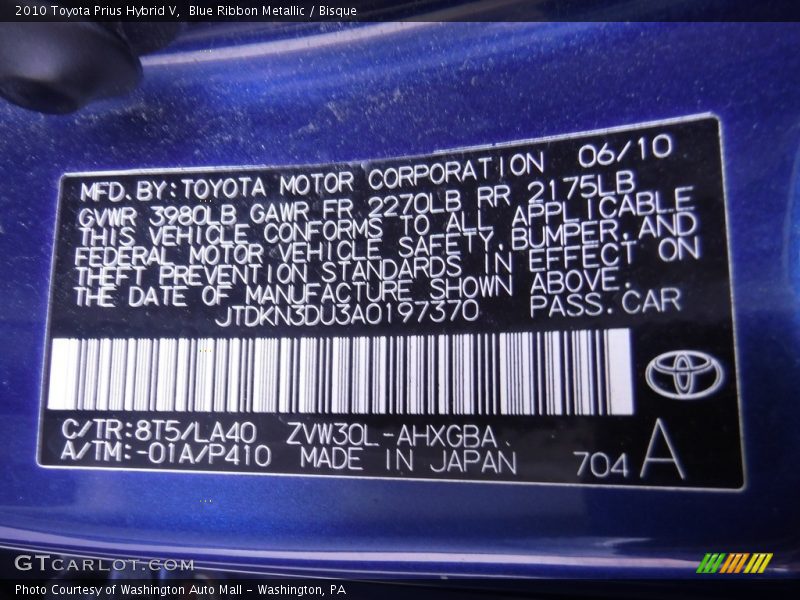 2010 Toyota Prius Hybrid V, Blue Ribbon Metallic / Bisque
MFD. BY: TOYOTA MOTOR CORPORATION 06/10
GVWR 3980LB GAWR FR 2270LB RR 2175LB
THIS VEHICLE CONFORMS TO ALL APPLICABLE
FEDERAL MOTOR VEHICLE SAFETY, BUMPER, AND
THEFT PREVENTION STANDARDS IN EFFECT ON
THE DATE OF MANUFACTURE SHOWN ABOVE.
JTDKN3DU3A0197370 PASS. CAR
C/TR: 8T5/LA40 ZVW30L-AHXGBA
A/TM: -01A/P410 MADE IN JAPAN 704 A
GTCARLOT.COM
Photo Courtesy of Washington Auto Mall - Washington, PA